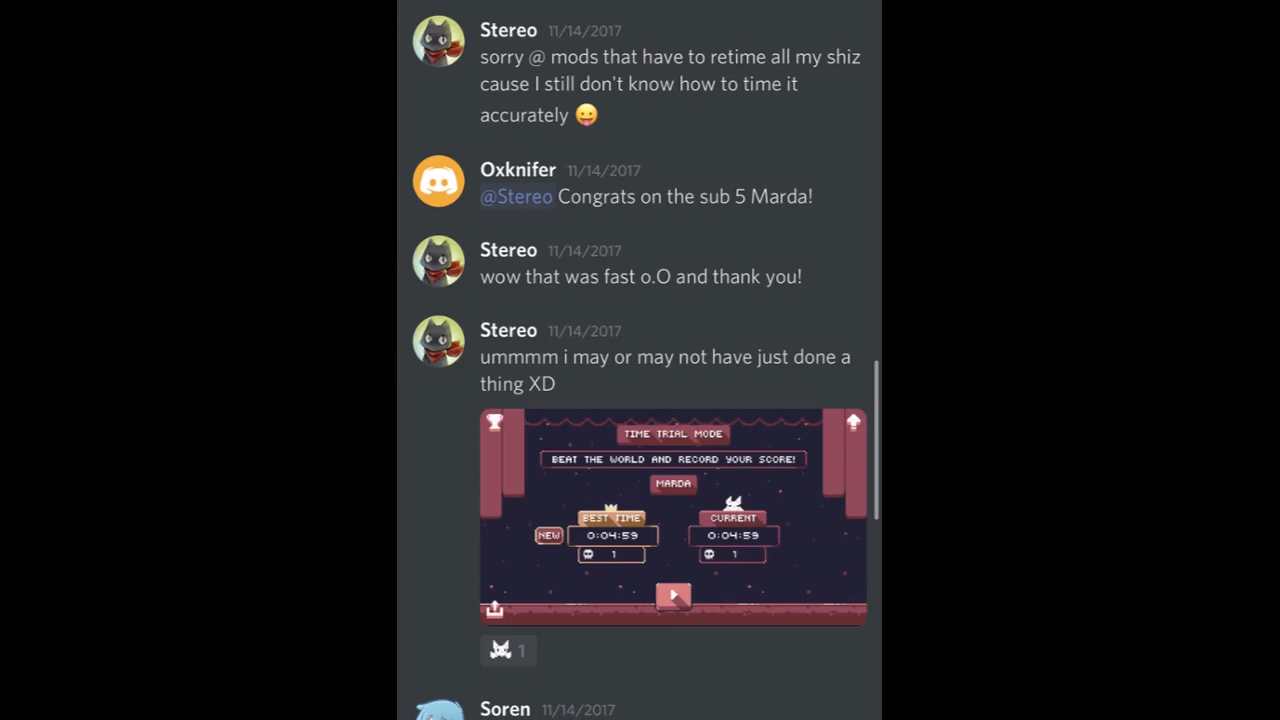 Stereo 11/14/2017
sorry @ mods that have to retime all my shiz
cause I still don't know how to time it
accurately 😛
Oxknifer 11/14/2017
@Stereo Congrats on the sub 5 Marda!
Stereo 11/14/2017
wow that was fast o.O and thank you!
Stereo 11/14/2017
ummmm i may or may not have just done a
thing XD
TIME TRIAL MODE
BEAT THE WORLD AND RECORD YOUR SCORE!
MARDA
BEST TIME CURRENT
NEW 0:04:59 0:04:59
1 1
1
Soren 11/14/2017